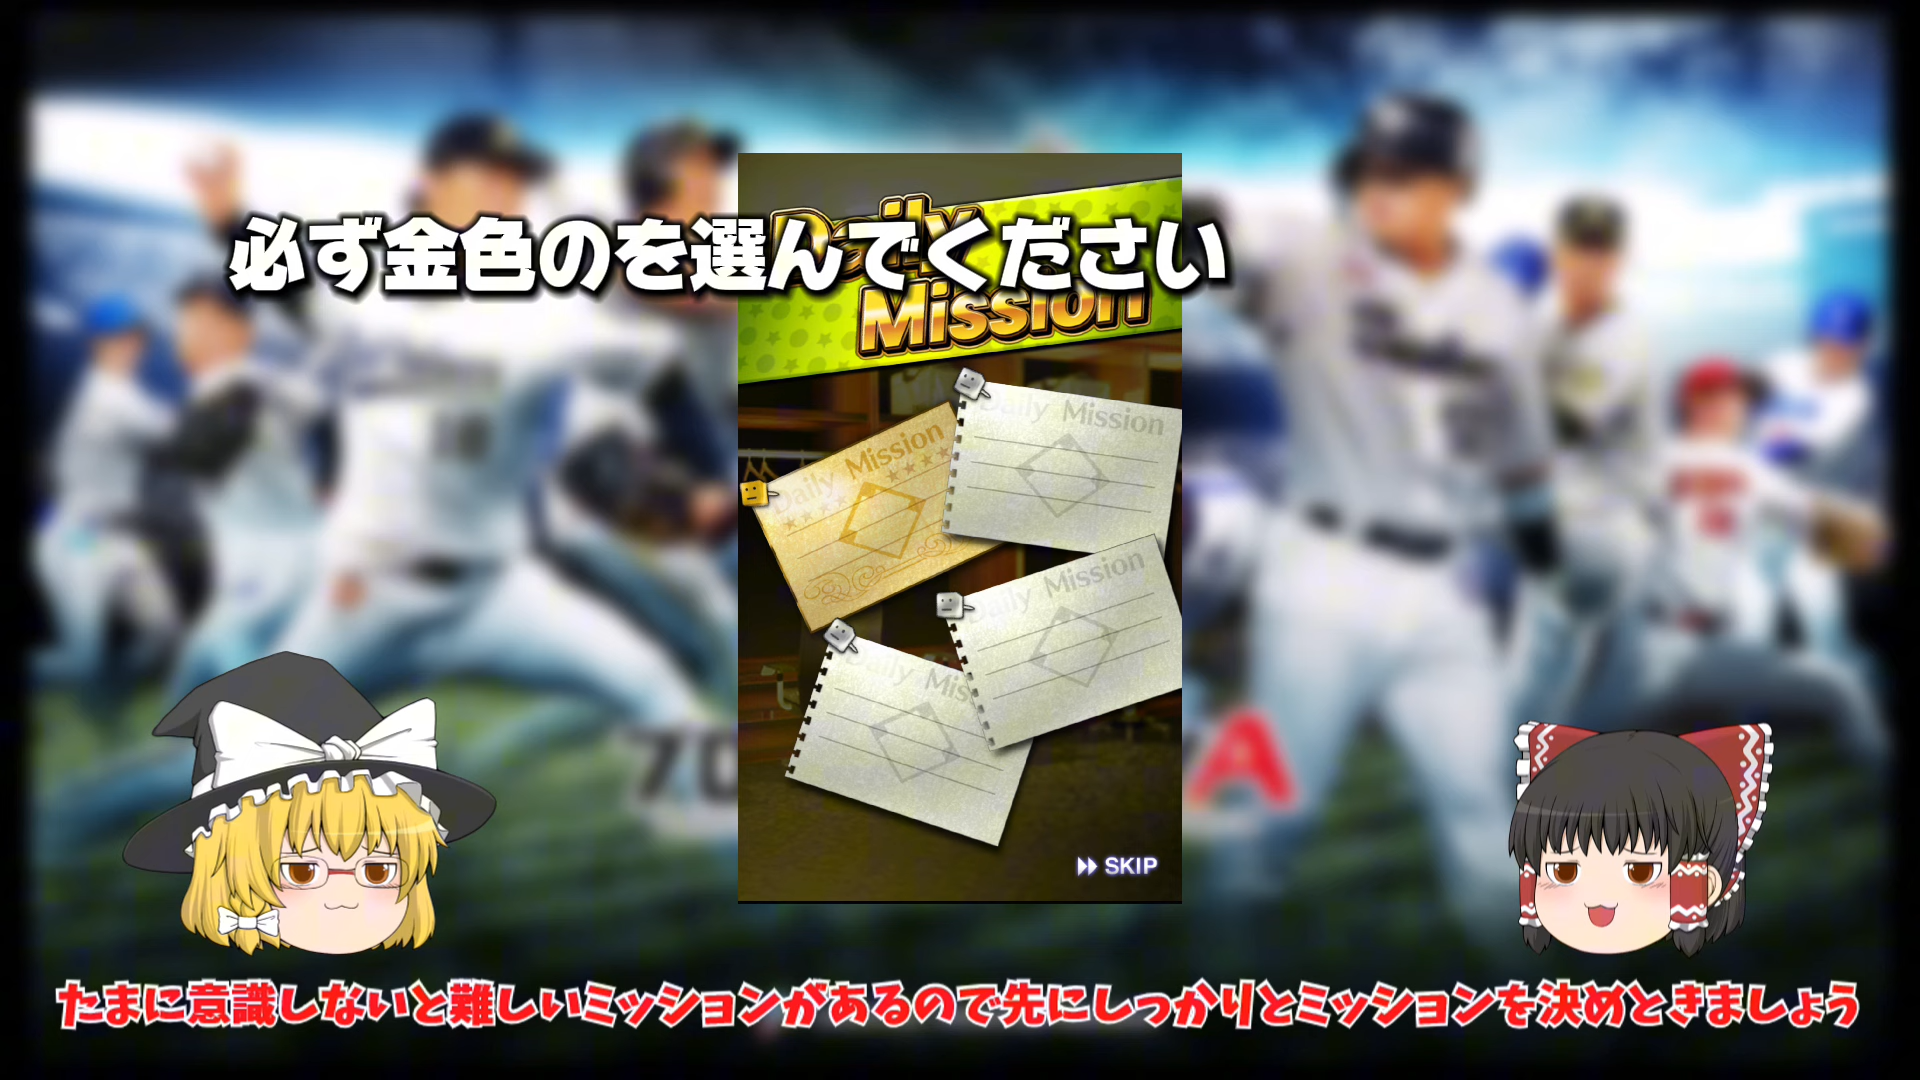 Daily
必ず金色のを選んでください
Mission
Daily Mission
Daily Mission
Daily Mission
Daily Mis
A
SKIP
たまに意識しないと難しいミッションがあるので先にしっかりとミッションを決めときましょう